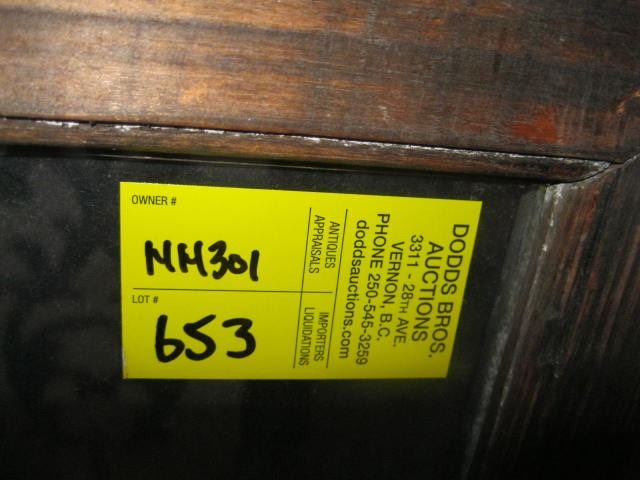 OWNER #
MM301
LOT #
653
ANTIQUES
APPRAISALS
IMPORTERS
LIQUIDATIONS
DODDS BROS.
AUCTIONS
3311 - 28TH AVE.
VERNON, B.C.
PHONE 250-545-3259
doddsauctions.com